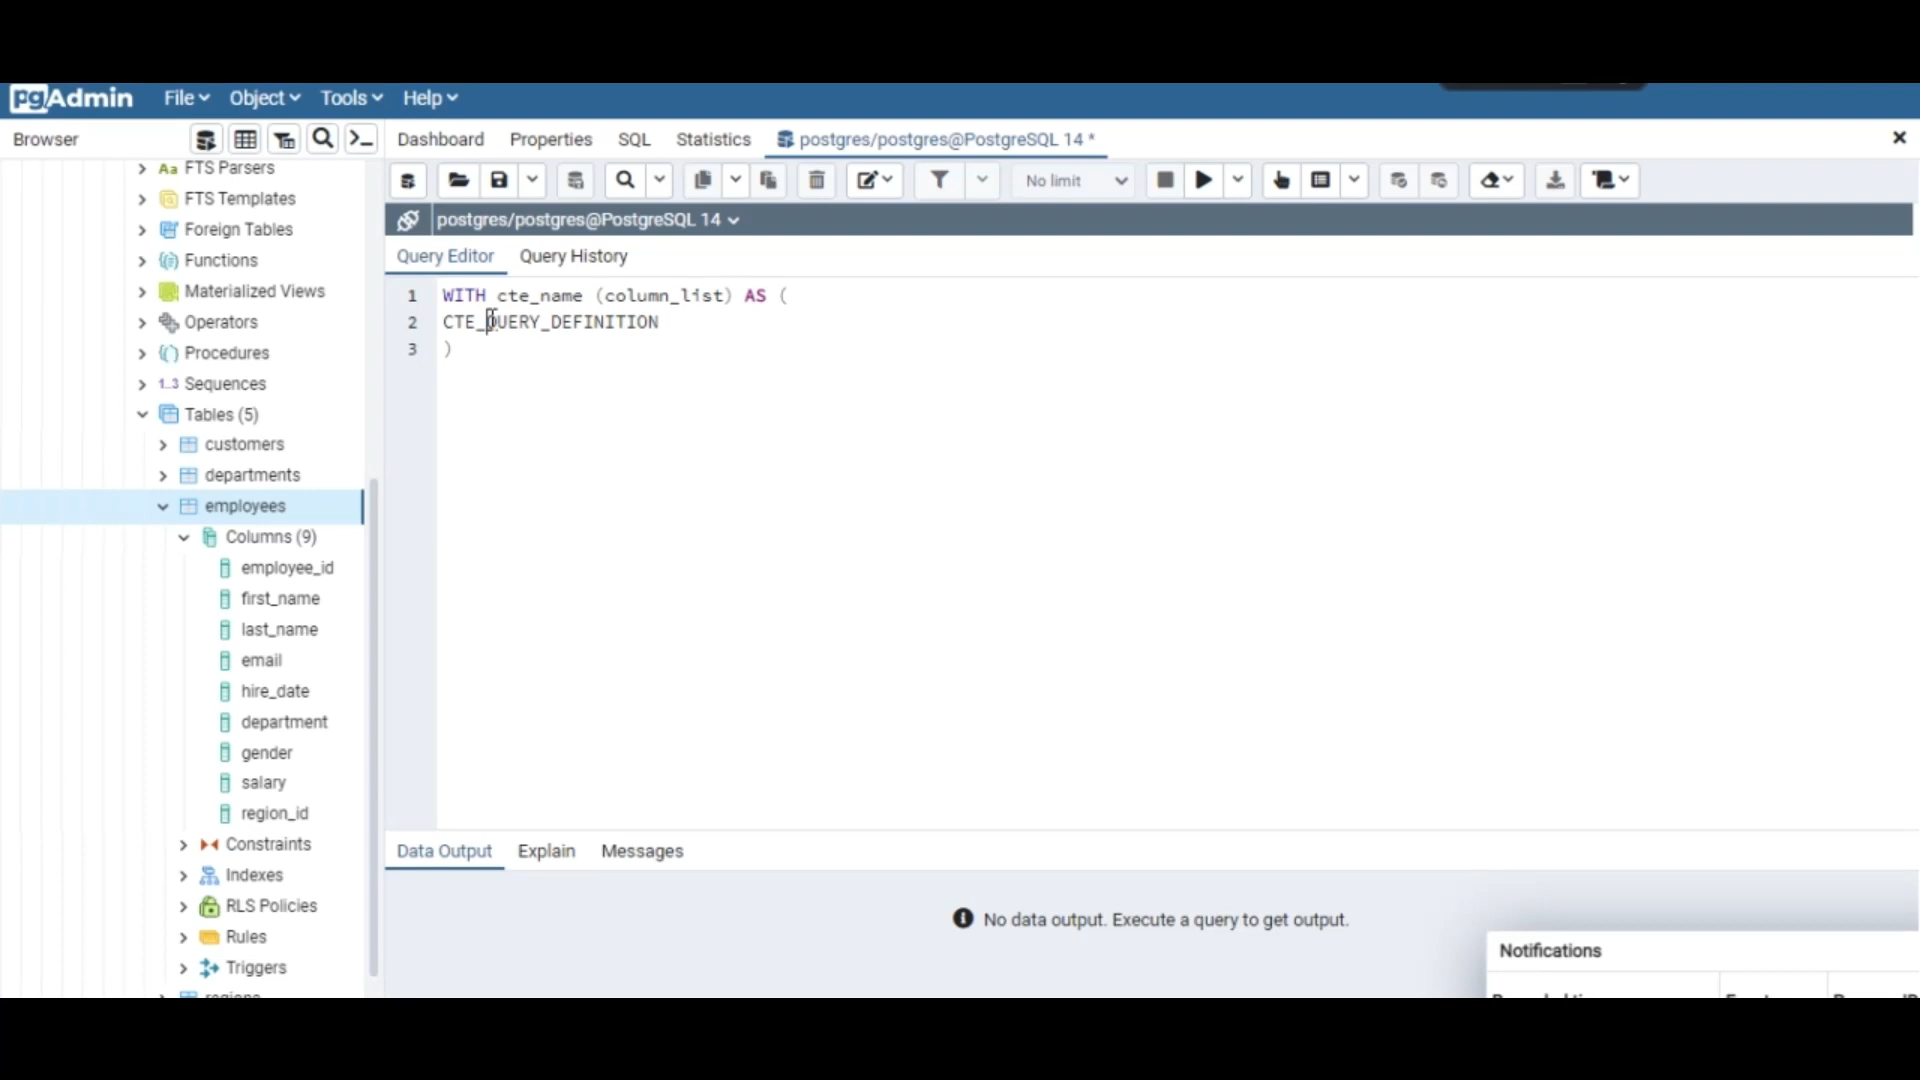 pgAdmin File Object Tools Help
Browser
Dashboard Properties SQL Statistics postgres/postgres@PostgreSQL 14 *
No limit
postgres/postgres@PostgreSQL 14
Query Editor Query History
1 WITH cte_name (column_list) AS (
2 CTE_QUERY_DEFINITION
3 )
Aa FTS Parsers
FTS Templates
Foreign Tables
Functions
Materialized Views
Operators
Procedures
1..3 Sequences
Tables (5)
customers
departments
employees
Columns (9)
employee_id
first_name
last_name
email
hire_date
department
gender
salary
region_id
Constraints
Indexes
RLS Policies
Rules
Triggers
Data Output Explain Messages
No data output. Execute a query to get output.
Notifications